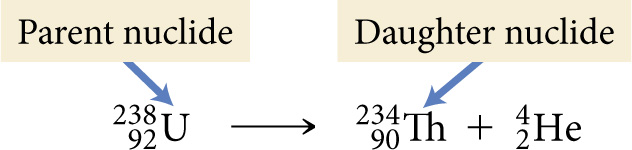 Parent nuclide Daughter nuclide
²³⁸₉₂U ⟶ ²³⁴₉₀Th + ⁴₂He